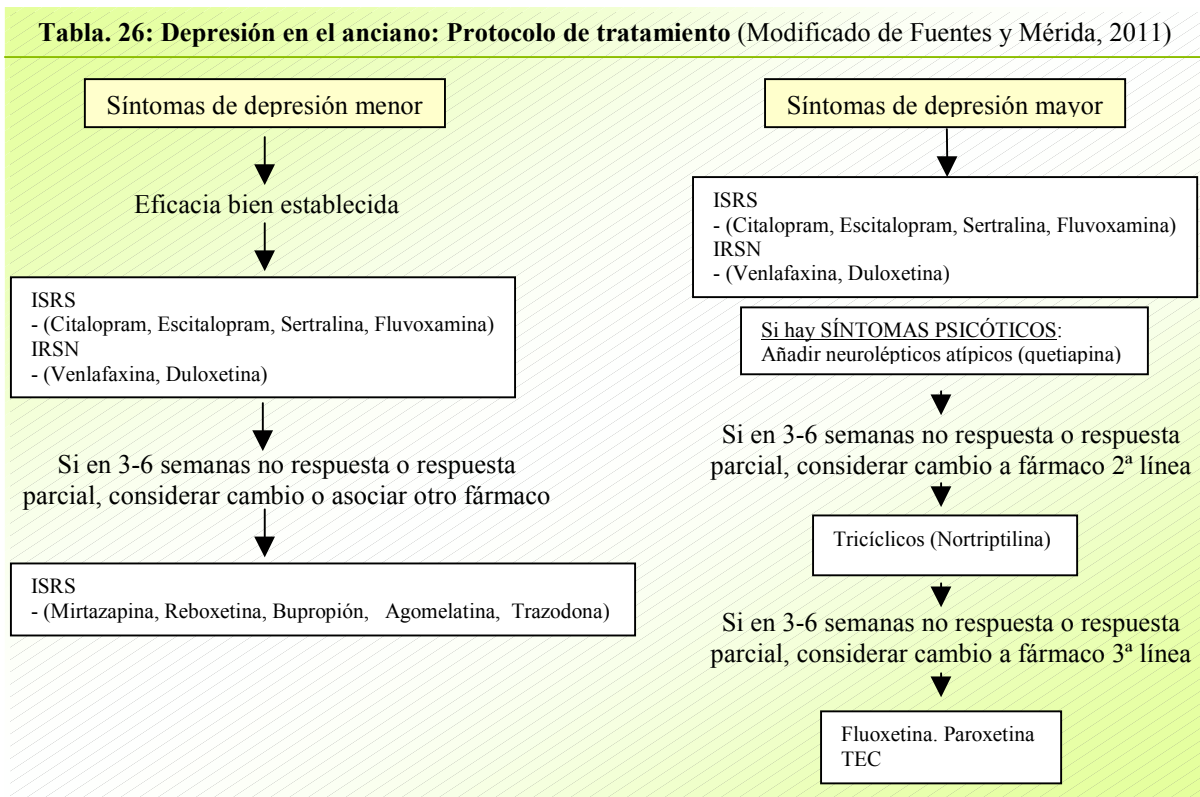 Tabla. 26: Depresión en el anciano: Protocolo de tratamiento (Modificado de Fuentes y Mérida, 2011)
Síntomas de depresión menor
Eficacia bien establecida
ISRS
- (Citalopram, Escitalopram, Sertralina, Fluvoxamina)
IRSN
- (Venlafaxina, Duloxetina)
Si en 3-6 semanas no respuesta o respuesta
parcial, considerar cambio o asociar otro fármaco
ISRS
- (Mirtazapina, Reboxetina, Bupropión, Agomelatina, Trazodona)
Síntomas de depresión mayor
ISRS
- (Citalopram, Escitalopram, Sertralina, Fluvoxamina)
IRSN
- (Venlafaxina, Duloxetina)
Si hay SÍNTOMAS PSICÓTICOS:
Añadir neurolépticos atípicos (quetiapina)
Si en 3-6 semanas no respuesta o respuesta
parcial, considerar cambio a fármaco 2ª línea
Tricíclicos (Nortriptilina)
Si en 3-6 semanas no respuesta o respuesta
parcial, considerar cambio a fármaco 3ª línea
Fluoxetina. Paroxetina
TEC